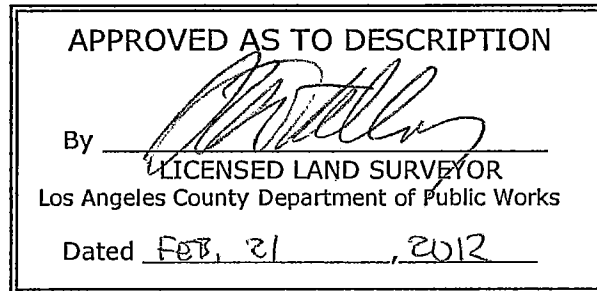 APPROVED AS TO DESCRIPTION
By
LICENSED LAND SURVEYOR
Los Angeles County Department of Public Works
Dated FEB, 21, 2012